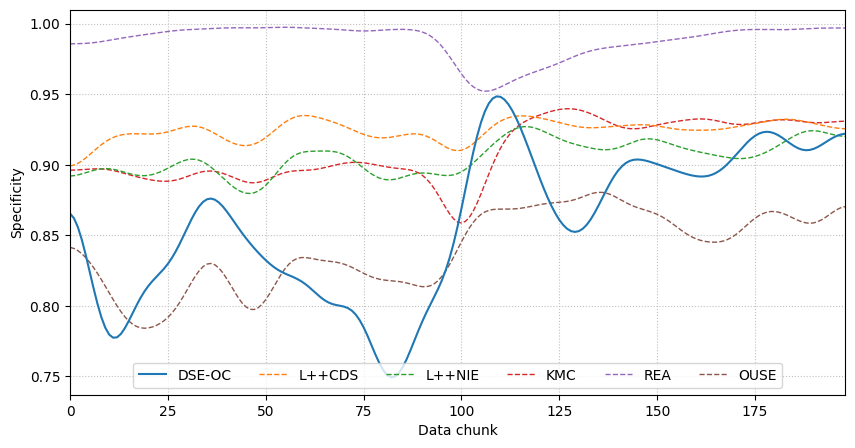 1.00
0.95
0.90
0.85
0.80
0.75
Specificity
DSE-OC L++CDS L++NIE KMC REA OUSE
0 25 50 75 100 125 150 175
Data chunk